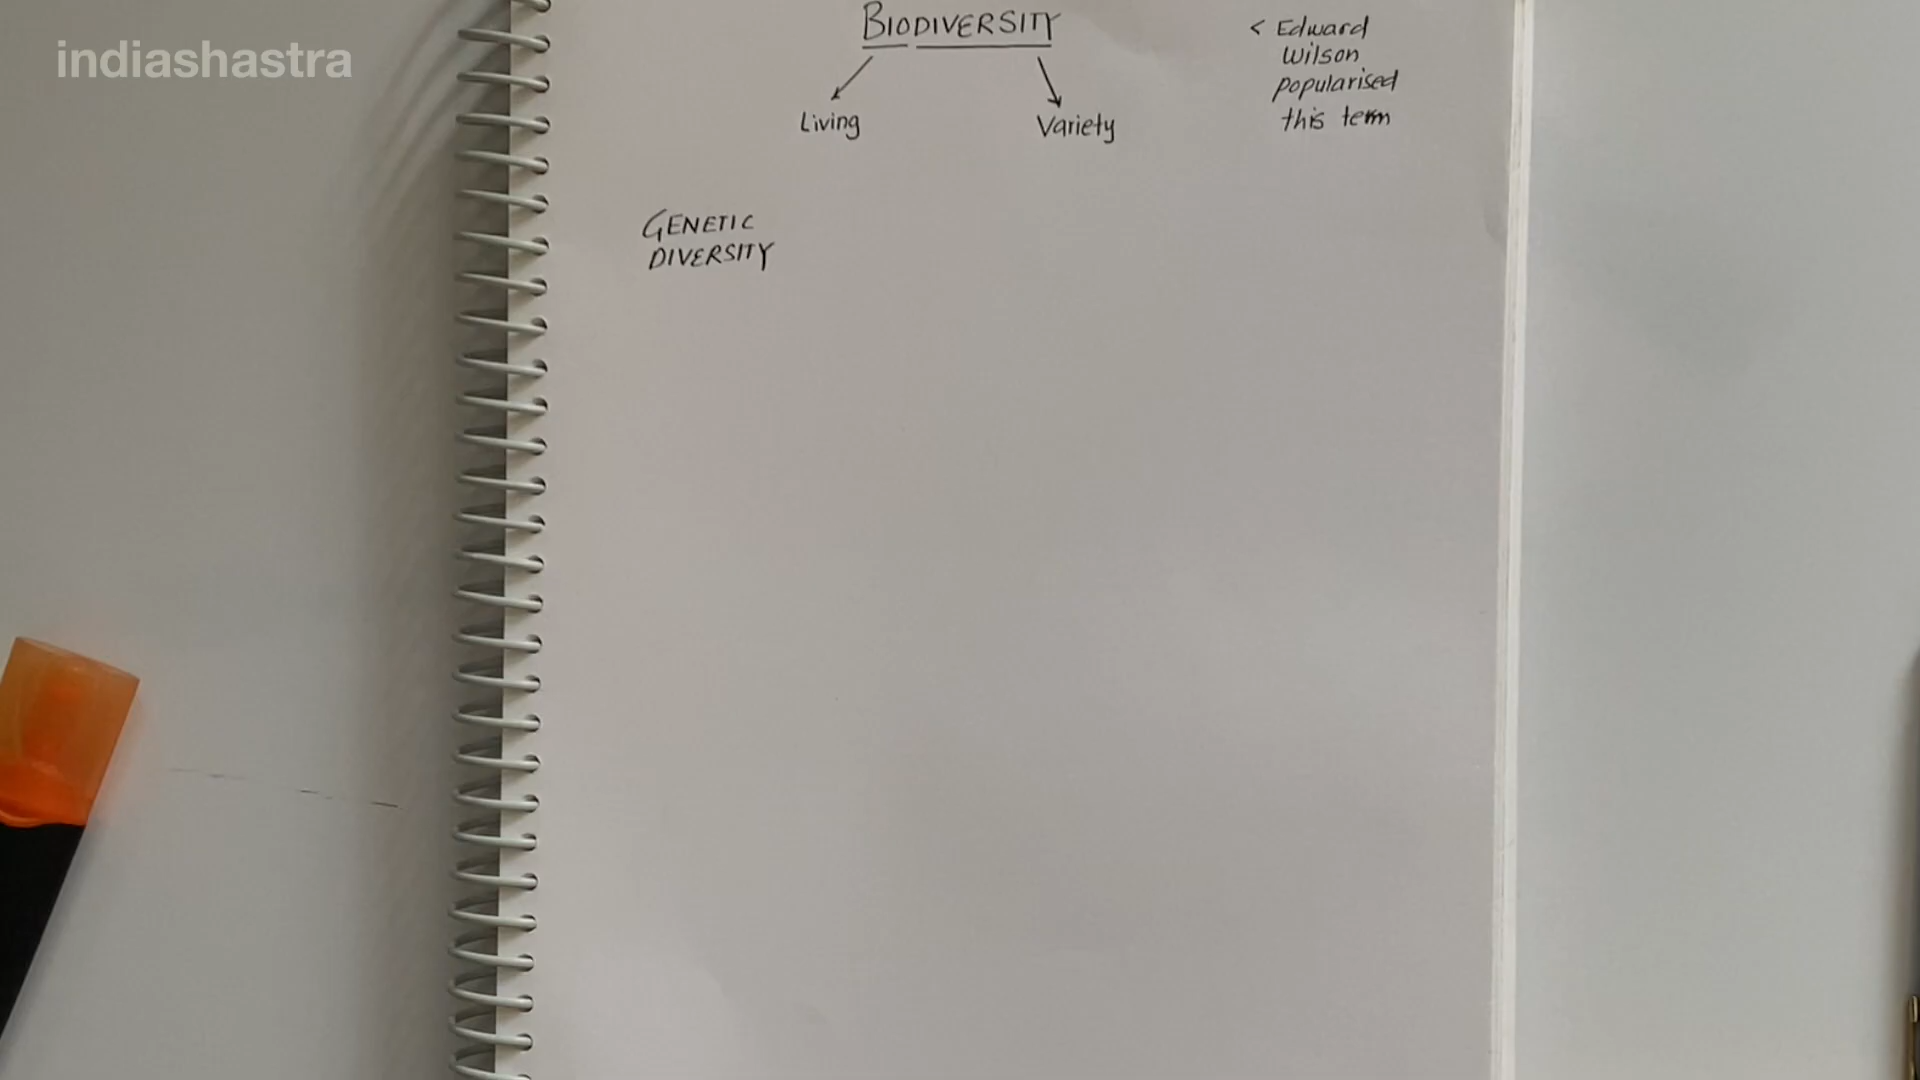 indiashastra
BIODIVERSITY
Living
Variety
< Edward
Wilson
popularised
this term
GENETIC
DIVERSITY